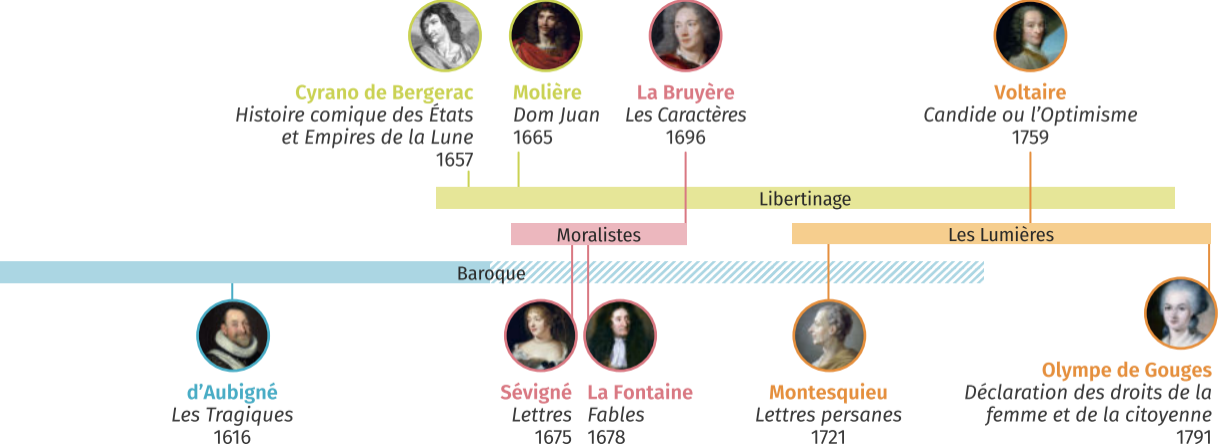 Cyrano de Bergerac
Histoire comique des États
et Empires de la Lune
1657
Molière
Dom Juan
1665
La Bruyère
Les Caractères
1696
Voltaire
Candide ou l’Optimisme
1759
Libertinage
Moralistes
Les Lumières
Baroque
d’Aubigné
Les Tragiques
1616
Sévigné
Lettres
1675
La Fontaine
Fables
1678
Montesquieu
Lettres persanes
1721
Olympe de Gouges
Déclaration des droits de la
femme et de la citoyenne
1791